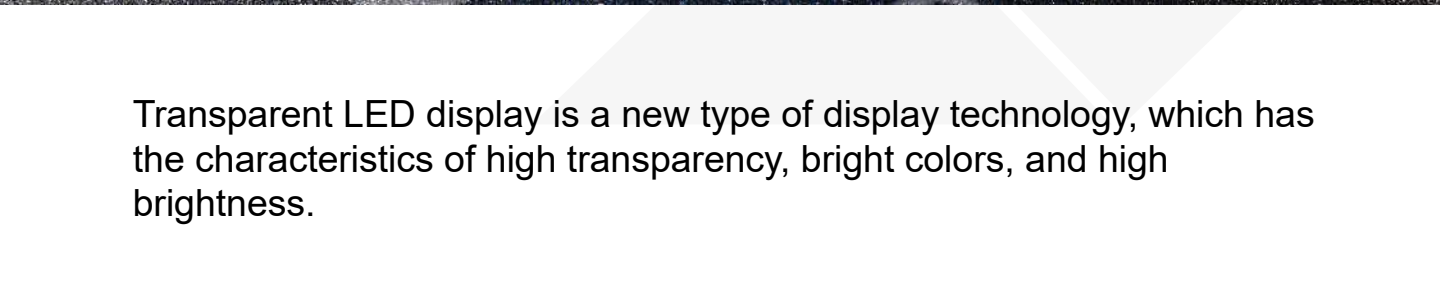 Transparent LED display is a new type of display technology, which has
the characteristics of high transparency, bright colors, and high
brightness.